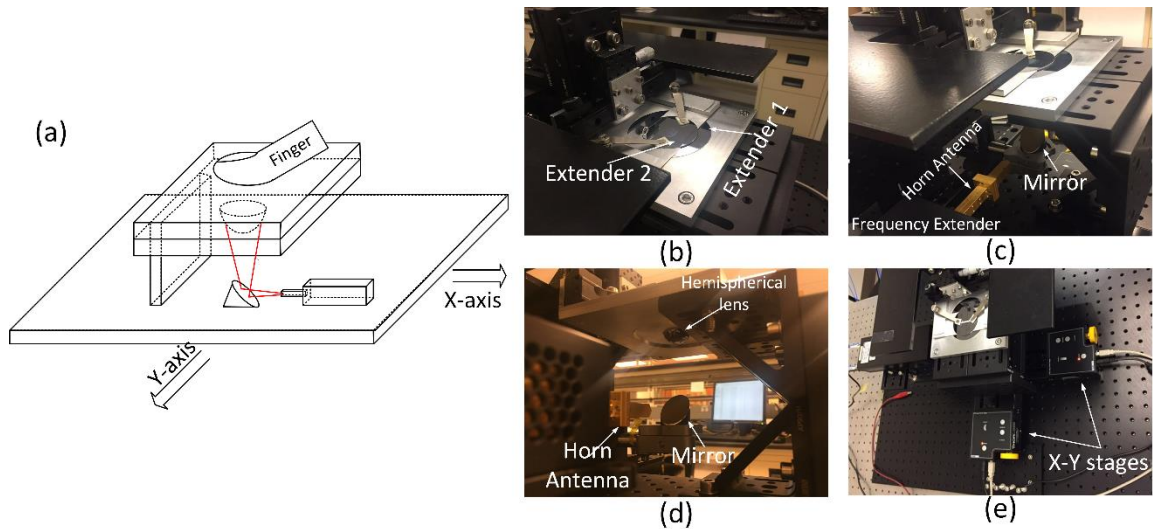 (a)
Finger
X-axis
Y-axis
Extender 2
Extender 1
(b)
Horn Antenna
Mirror
Frequency Extender
(c)
Hemispherical
lens
Horn
Antenna
Mirror
(d)
X-Y stages
(e)